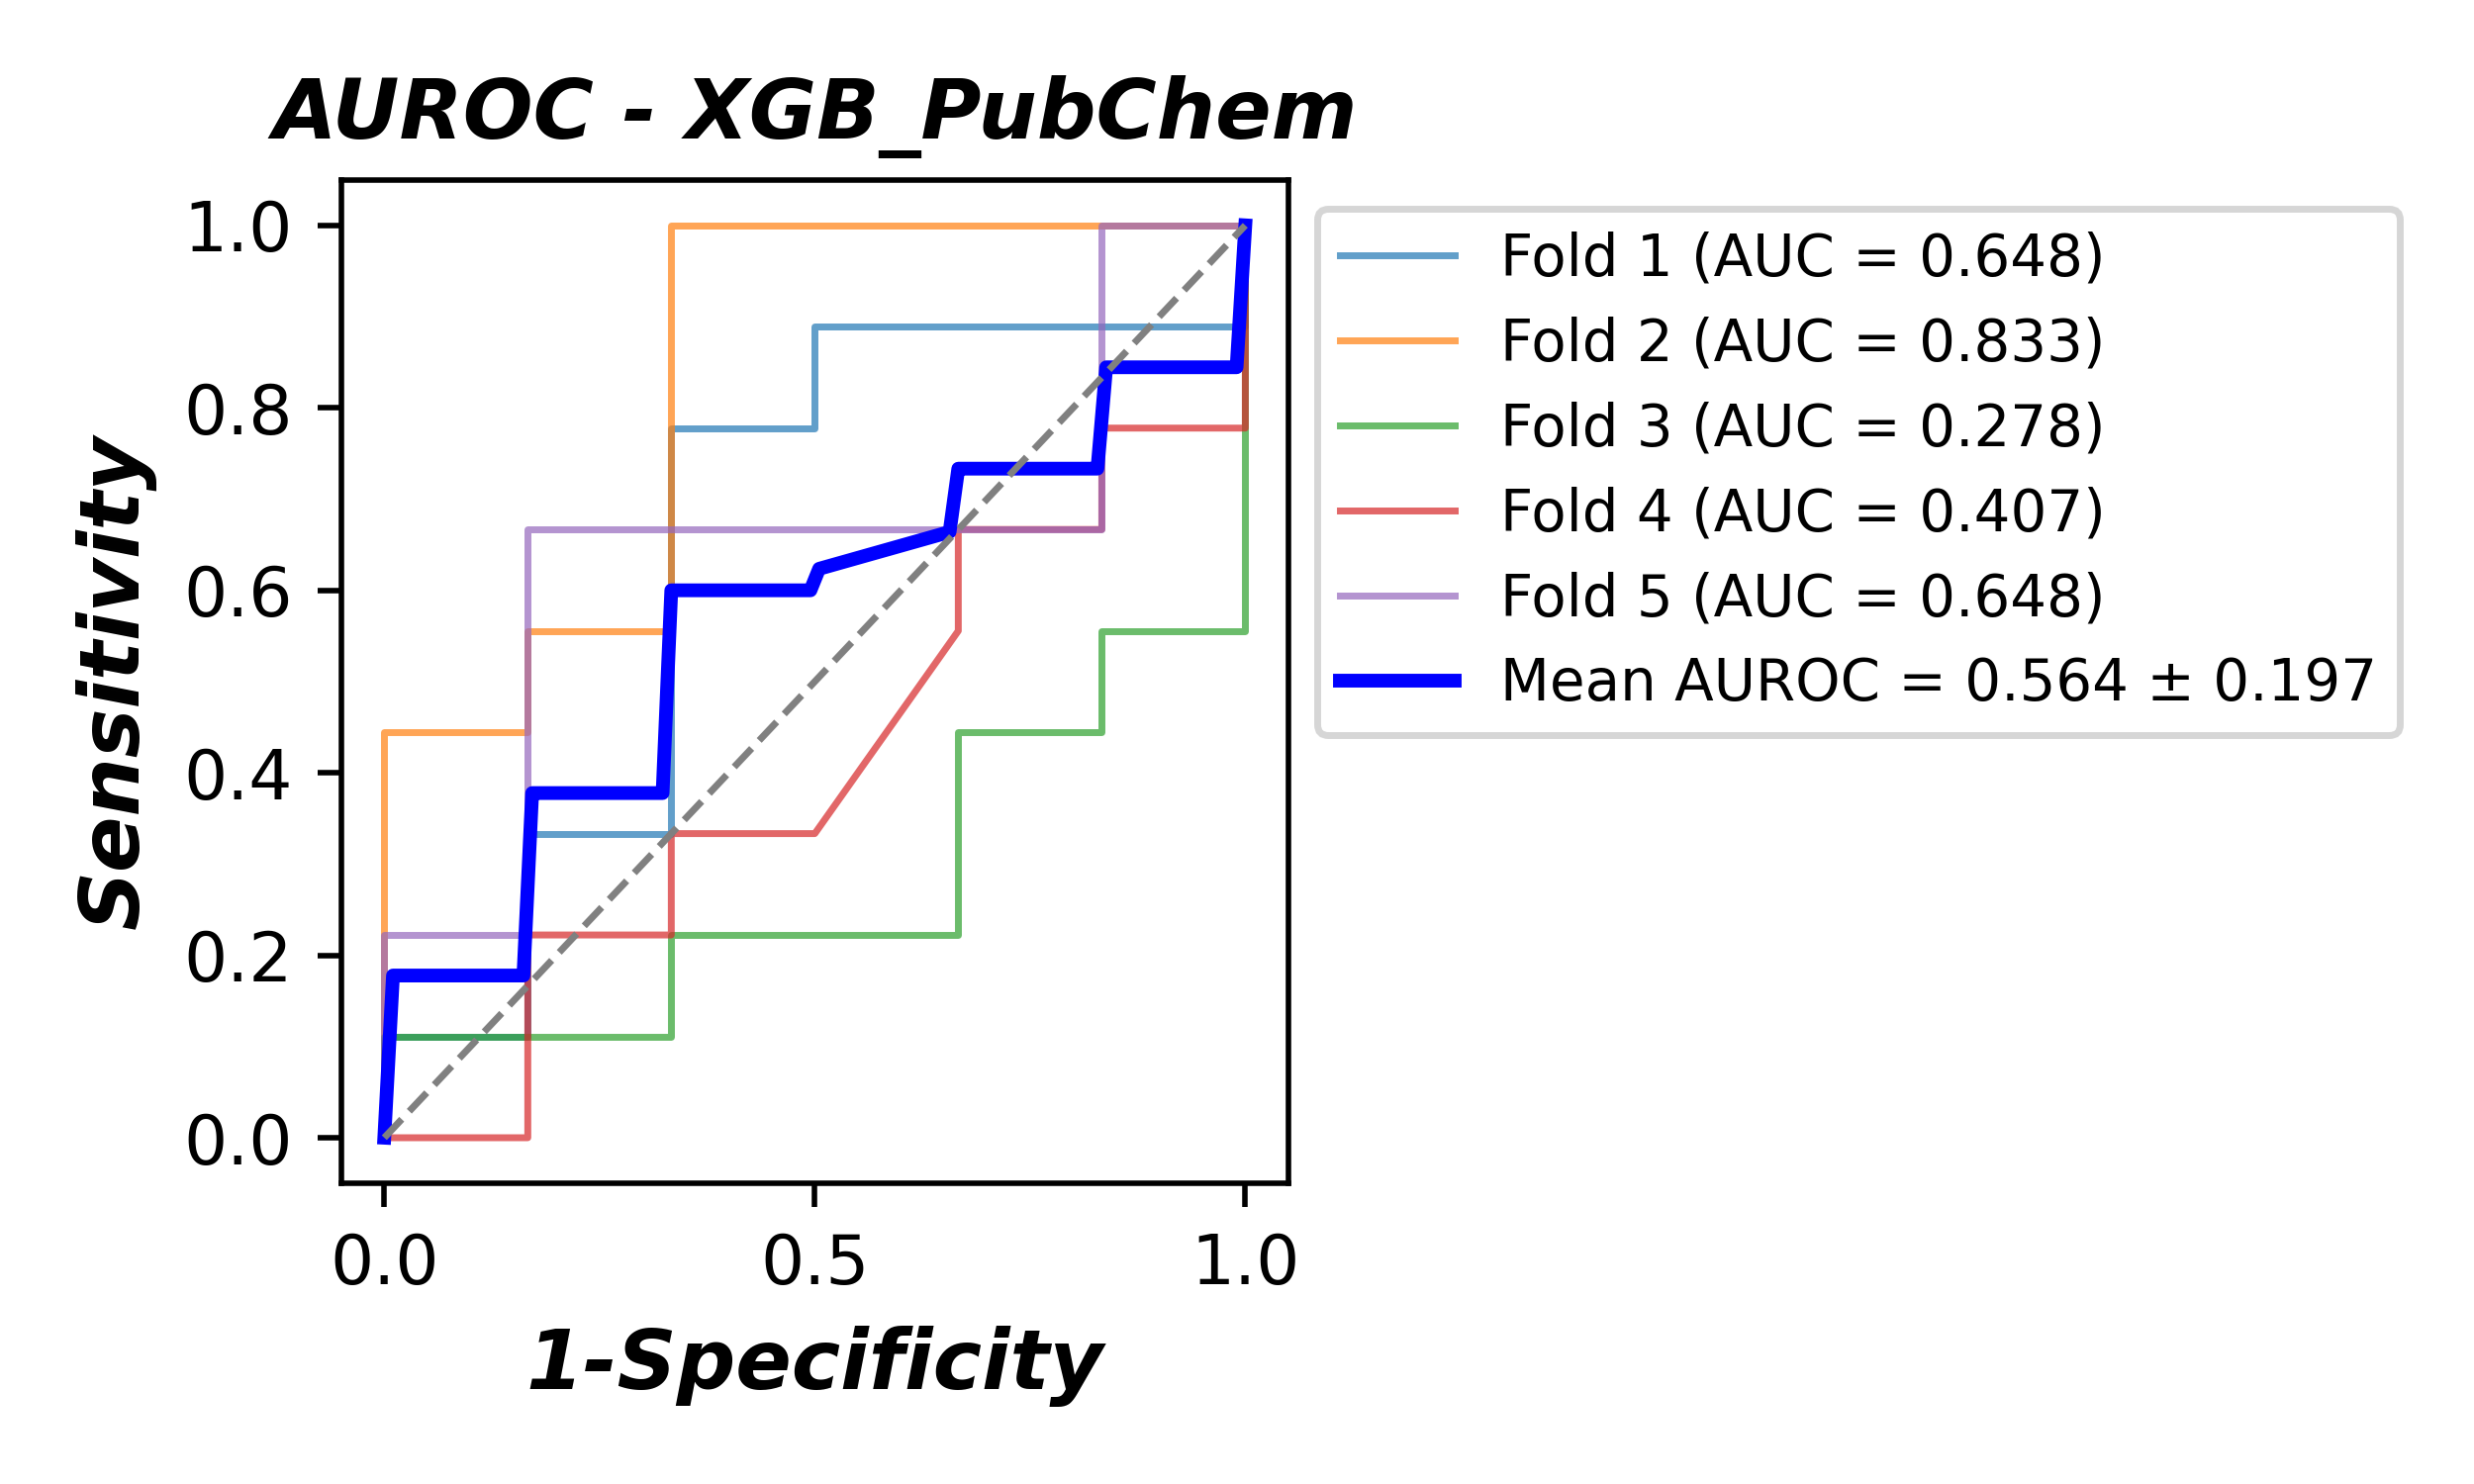 AUROC - XGB_PubChem
Sensitivity
1.0
0.8
0.6
0.4
0.2
0.0
0.0 0.5 1.0
1-Specificity
Fold 1 (AUC = 0.648)
Fold 2 (AUC = 0.833)
Fold 3 (AUC = 0.278)
Fold 4 (AUC = 0.407)
Fold 5 (AUC = 0.648)
Mean AUROC = 0.564 ± 0.197